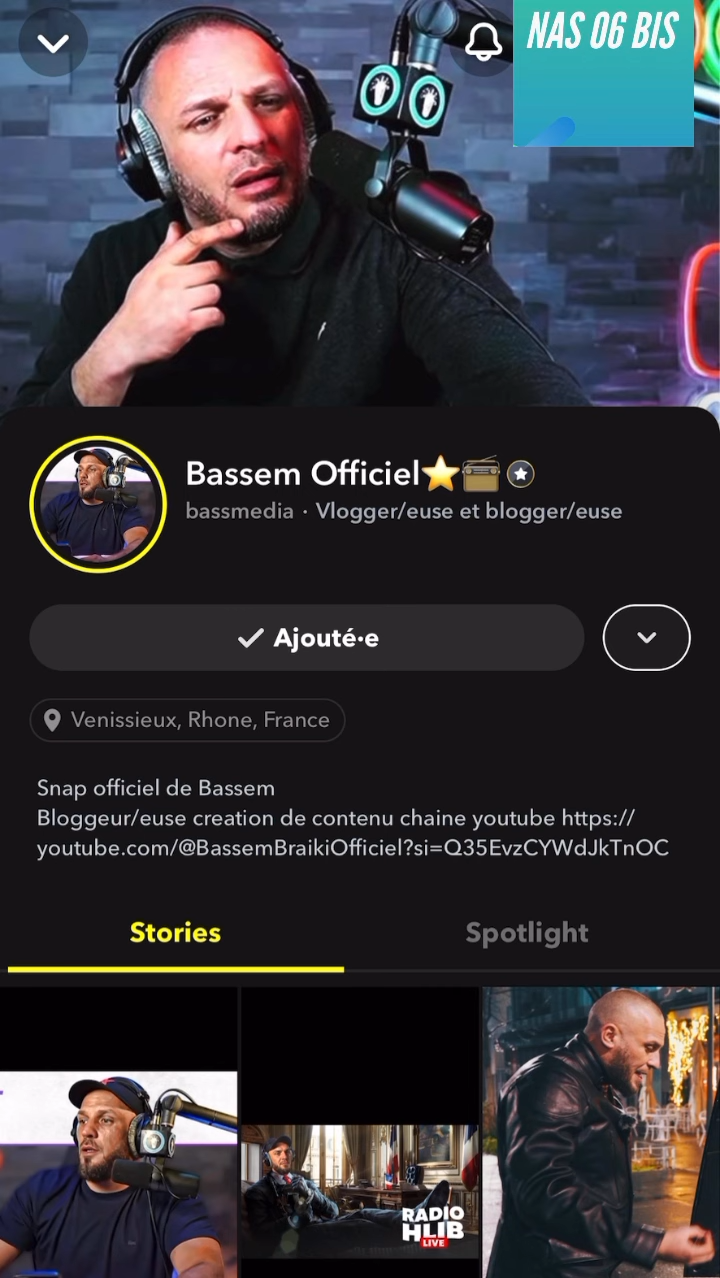 NAS 06 BIS
Bassem Officiel⭐📻
bassmedia · Vlogger/euse et blogger/euse
Ajouté·e
Venissieux, Rhone, France
Snap officiel de Bassem
Bloggeur/euse creation de contenu chaine youtube https://
youtube.com/@BassemBraikiOfficiel?si=Q35EvzCYWdJkTnOC
Stories
Spotlight
RADIO
HLIB
LIVE